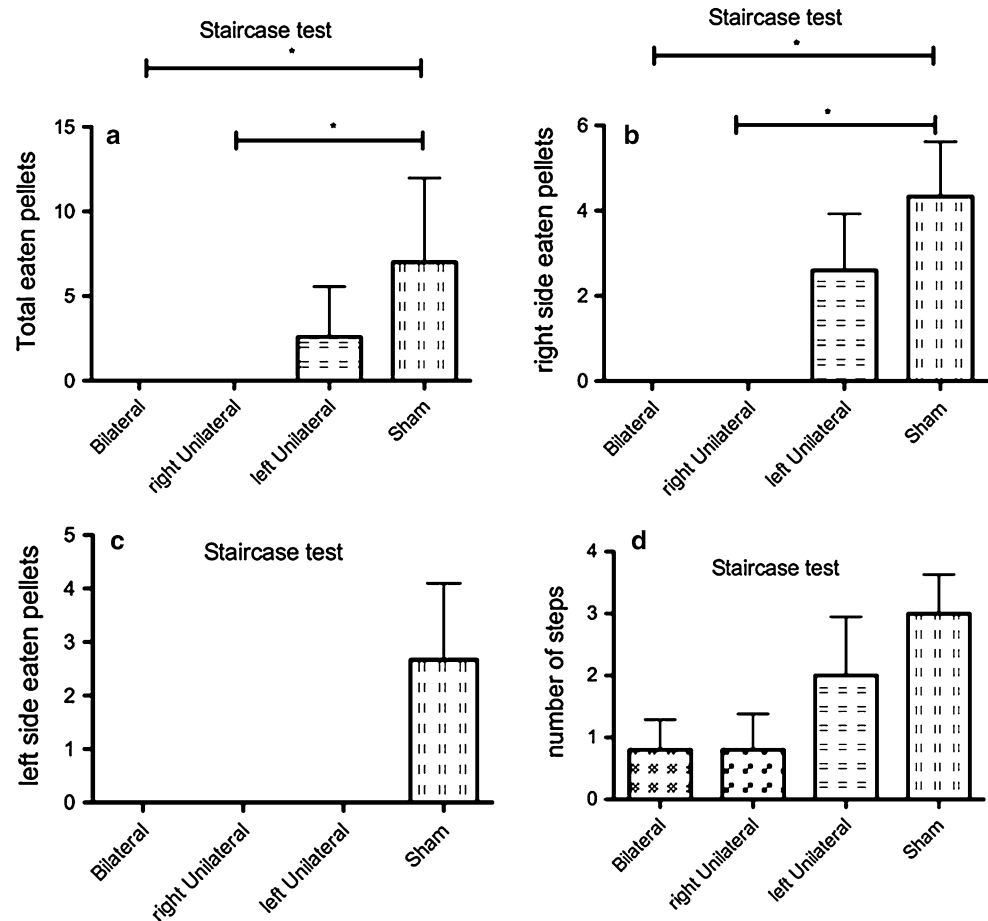 Staircase test
*
*
a
Total eaten pellets
15
10
5
0
Bilateral
right Unilateral
left Unilateral
Sham
Staircase test
*
*
b
right side eaten pellets
6
4
2
0
Bilateral
right Unilateral
left Unilateral
Sham
c
Staircase test
left side eaten pellets
5
4
3
2
1
0
Bilateral
right Unilateral
left Unilateral
Sham
d
Staircase test
number of steps
4
3
2
1
0
Bilateral
right Unilateral
left Unilateral
Sham